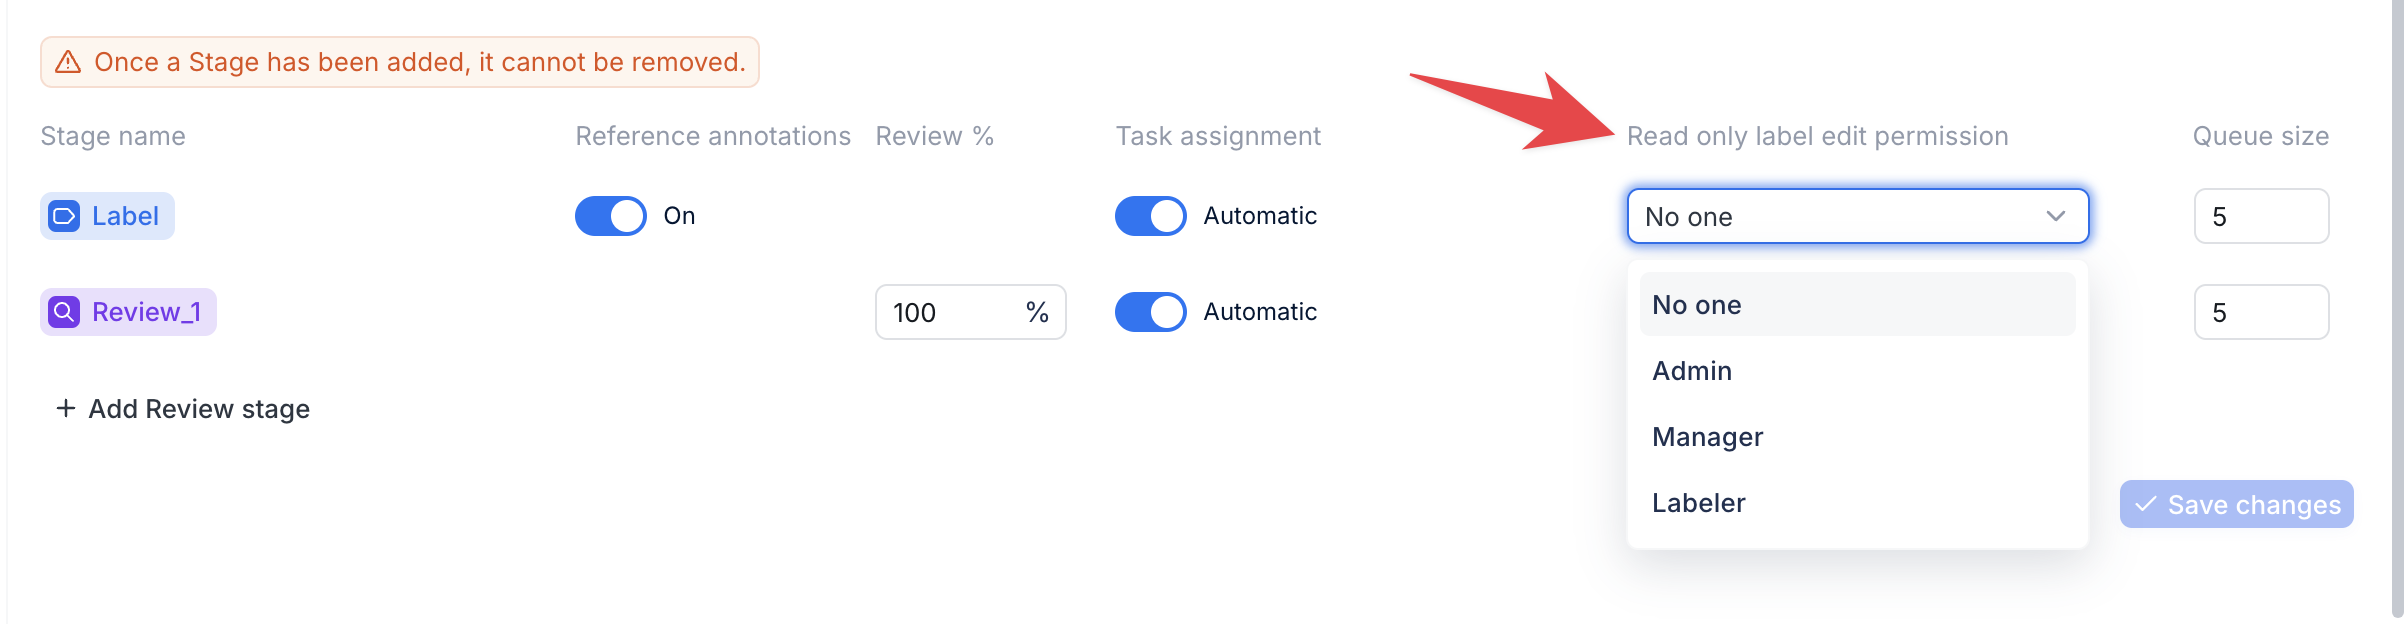 Once a Stage has been added, it cannot be removed.
Stage name
Reference annotations
Review %
Task assignment
Read only label edit permission
Queue size
Label
On
Automatic
No one
5
Review_1
100 %
Automatic
5
No one
Admin
Manager
Labeler
+ Add Review stage
Save changes